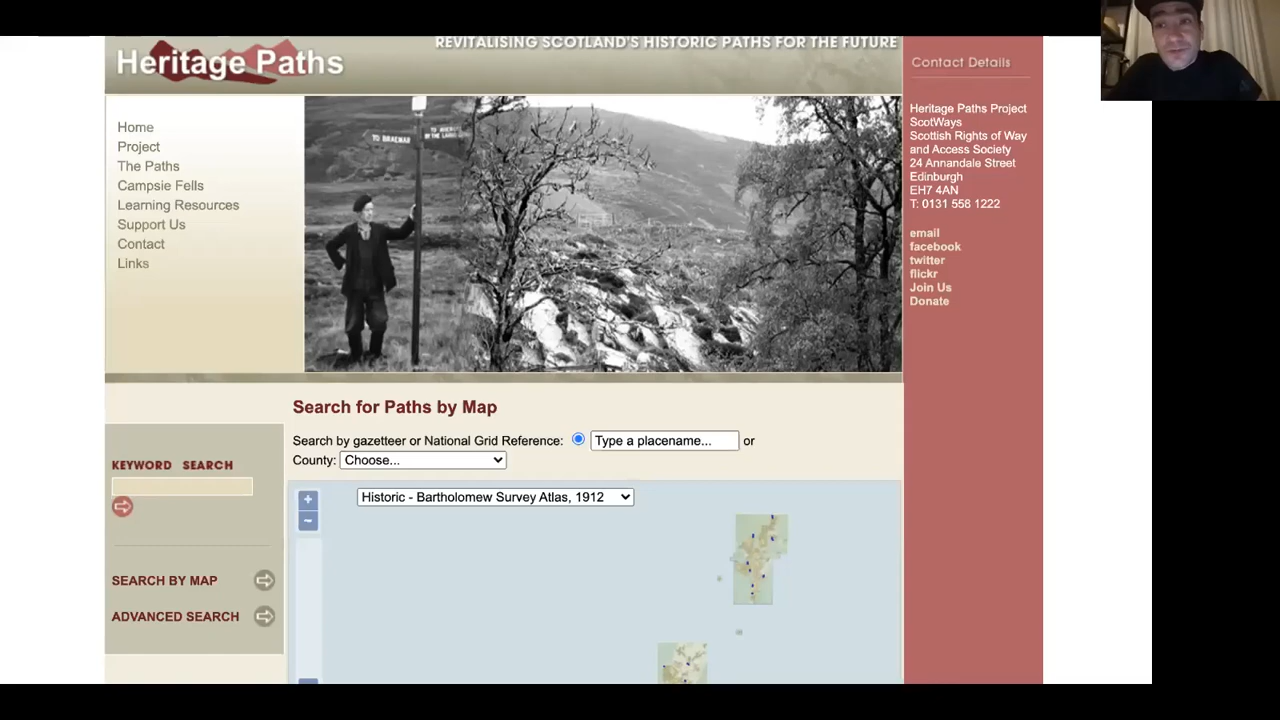 REVITALISING SCOTLAND'S HISTORIC PATHS FOR THE FUTURE
Heritage Paths
Home
Project
The Paths
Campsie Fells
Learning Resources
Support Us
Contact
Links
TO BRAEMAR
Contact Details
Heritage Paths Project
ScotWays
Scottish Rights of Way
and Access Society
24 Annandale Street
Edinburgh
EH7 4AN
T: 0131 558 1222
email
facebook
twitter
flickr
Join Us
Donate
KEYWORD SEARCH
SEARCH BY MAP
ADVANCED SEARCH
Search for Paths by Map
Search by gazetteer or National Grid Reference: Type a placename... or
County: Choose...
+
~
Historic - Bartholomew Survey Atlas, 1912